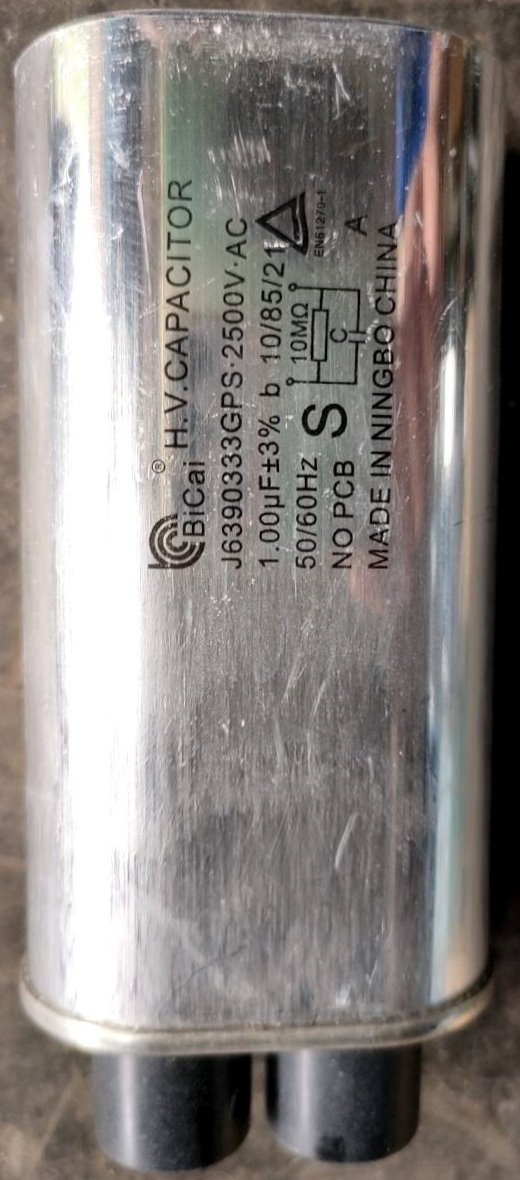 BiCai® H.V.CAPACITOR
J6390333GPS·2500V·AC
1.00μF±3% b 10/85/21
50/60Hz
10MΩ
C
EN61270-1
NO PCB S
A
MADE IN NINGBO CHINA